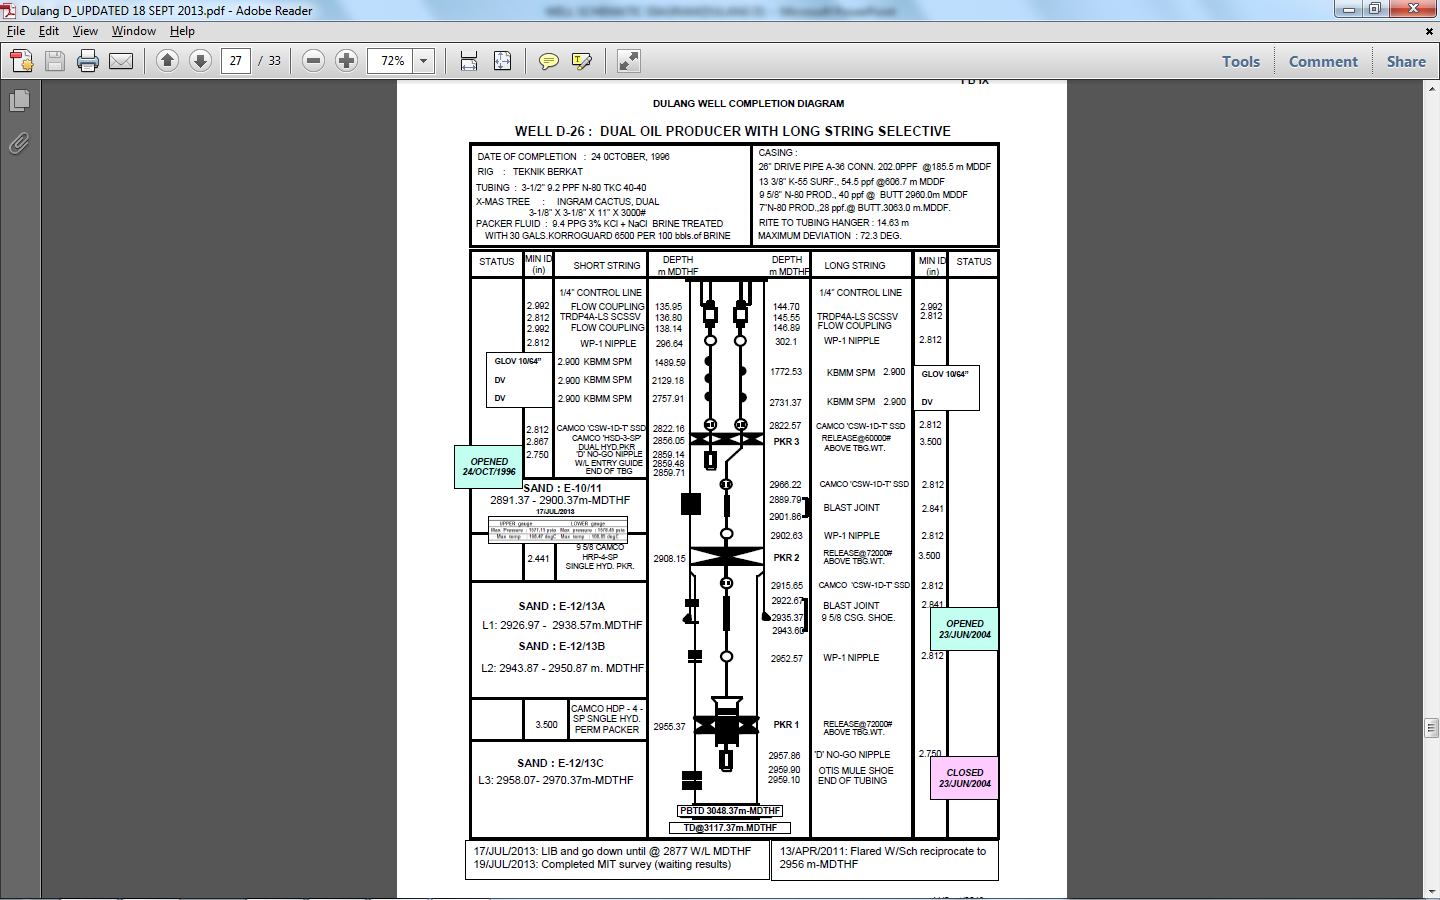 Dulang D_UPDATED 18 SEPT 2013.pdf - Adobe Reader
File Edit View Window Help
27 / 33 72% Tools Comment Share
DULANG WELL COMPLETION DIAGRAM
WELL D-26 : DUAL OIL PRODUCER WITH LONG STRING SELECTIVE
DATE OF COMPLETION : 24 0CTOBER, 1996
RIG : TEKNIK BERKAT
TUBING : 3-1/2" 9.2 PPF N-80 TKC 40-40
X-MAS TREE : INGRAM CACTUS, DUAL
3-1/8" X 3-1/8" X 11" X 3000#
PACKER FLUID : 9.4 PPG 3% KCl + NaCl BRINE TREATED
WITH 30 GALS.KORROGUARD 6500 PER 100 bbls.of BRINE
CASING :
26" DRIVE PIPE A-36 CONN. 202.0PPF @185.5 m MDDF
13 3/8" K-55 SURF., 54.5 ppf @606.7 m MDDF
9 5/8" N-80 PROD., 40 ppf @ BUTT 2960.0m MDDF
7"N-80 PROD.,28 ppf.@ BUTT.3063.0 m.MDDF.
RITE TO TUBING HANGER : 14.63 m
MAXIMUM DEVIATION : 72.3 DEG.
STATUS MIN ID (in) SHORT STRING DEPTH m MDTHF DEPTH m MDTHF LONG STRING MIN ID (in) STATUS
1/4" CONTROL LINE 1/4" CONTROL LINE
2.992 FLOW COUPLING 135.95 144.70 2.992
2.812 TRDP4A-LS SCSSV 136.80 145.55 TRDP4A-LS SCSSV 2.812
2.992 FLOW COUPLING 138.14 146.89 FLOW COUPLING
2.812 WP-1 NIPPLE 296.64 302.1 WP-1 NIPPLE 2.812
GLOV 10/64" 2.900 KBMM SPM 1489.59
1772.53 KBMM SPM 2.900 GLOV 10/64"
DV 2.900 KBMM SPM 2129.18
DV 2.900 KBMM SPM 2757.91 2731.37 KBMM SPM 2.900 DV
2.812 CAMCO 'CSW-1D-T' SSD 2822.16 2822.57 CAMCO 'CSW-1D-T' SSD 2.812
2.867 CAMCO 'HSD-3-SP' 2856.05 PKR 3 RELEASE@60000# 3.500
DUAL HYD.PKR ABOVE TBG.WT.
2.750 'D' NO-GO NIPPLE 2859.14
W/L ENTRY GUIDE 2859.48
END OF TBG 2859.71
OPENED
24/OCT/1996
SAND : E-10/11
2891.37 - 2900.37m-MDTHF
17/JUL/2013
UPPER gauge LOWER gauge
2966.22 CAMCO 'CSW-1D-T' SSD 2.812
2889.79
BLAST JOINT 2.841
2901.86
2902.63 WP-1 NIPPLE 2.812
9 5/8 CAMCO
2.441 HRP-4-SP 2908.15 PKR 2 RELEASE@72000# 3.500
SINGLE HYD. PKR. ABOVE TBG.WT.
2915.65 CAMCO 'CSW-1D-T' SSD 2.812
2922.67 BLAST JOINT 2.841
2935.37 9 5/8 CSG. SHOE.
2943.60
SAND : E-12/13A
L1: 2926.97 - 2938.57m.MDTHF
OPENED
23/JUN/2004
SAND : E-12/13B
L2: 2943.87 - 2950.87 m. MDTHF
2952.57 WP-1 NIPPLE 2.812
CAMCO HDP - 4 -
3.500 SP SNGLE HYD. 2955.37 PKR 1 RELEASE@72000#
PERM PACKER ABOVE TBG.WT.
2957.86 'D' NO-GO NIPPLE 2.750
SAND : E-12/13C
L3: 2958.07- 2970.37m-MDTHF
2959.90 OTIS MULE SHOE
2959.10 END OF TUBING
CLOSED
23/JUN/2004
PBTD 3048.37m-MDTHF
TD@3117.37m.MDTHF
17/JUL/2013: LIB and go down until @ 2877 W/L MDTHF
19/JUL/2013: Completed MIT survey (waiting results)
13/APR/2011: Flared W/Sch reciprocate to
2956 m-MDTHF